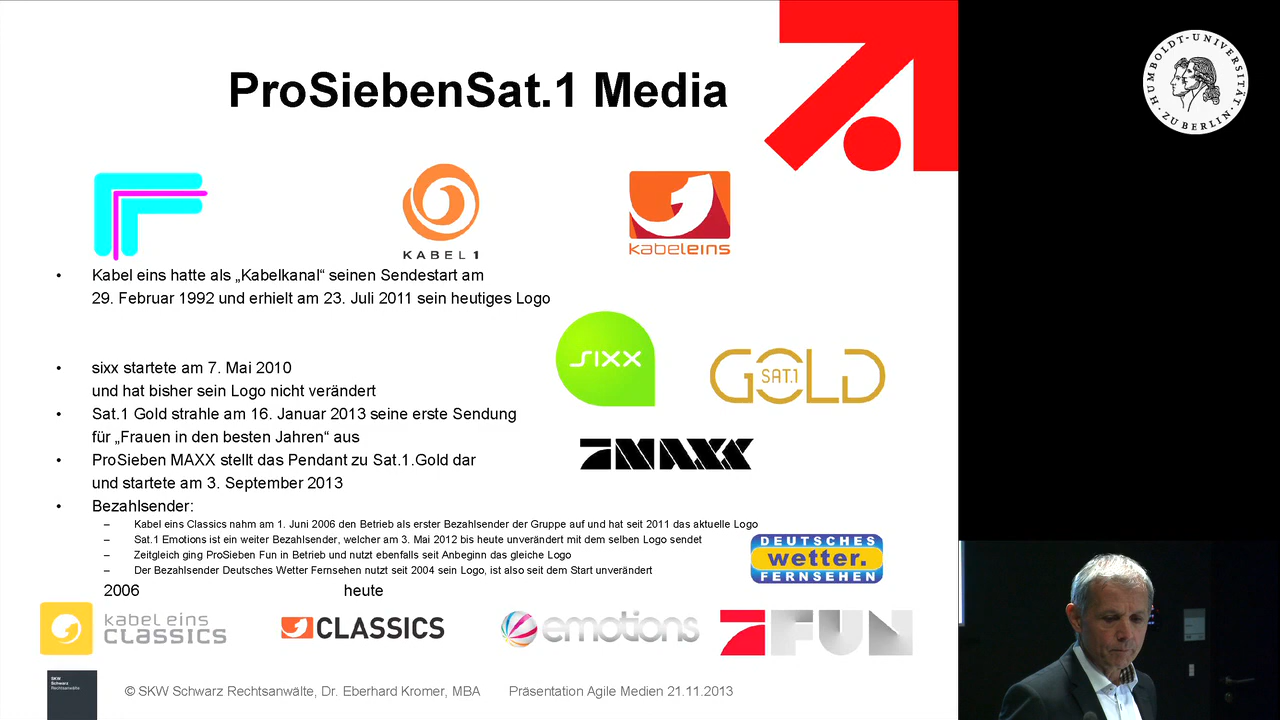 ProSiebenSat.1 Media
HUMBOLDT-UNIVERSITÄT
ZU BERLIN
KABEL 1
kabeleins
• Kabel eins hatte als „Kabelkanal“ seinen Sendestart am
29. Februar 1992 und erhielt am 23. Juli 2011 sein heutiges Logo
sixx
GOLD
SAT.1
• sixx startete am 7. Mai 2010
und hat bisher sein Logo nicht verändert
• Sat.1 Gold strahle am 16. Januar 2013 seine erste Sendung
für „Frauen in den besten Jahren“ aus
MAXX
• ProSieben MAXX stellt das Pendant zu Sat.1.Gold dar
und startete am 3. September 2013
• Bezahlsender:
– Kabel eins Classics nahm am 1. Juni 2006 den Betrieb als erster Bezahlsender der Gruppe auf und hat seit 2011 das aktuelle Logo
– Sat.1 Emotions ist ein weiter Bezahlsender, welcher am 3. Mai 2012 bis heute unverändert mit dem selben Logo sendet
– Zeitgleich ging ProSieben Fun in Betrieb und nutzt ebenfalls seit Anbeginn das gleiche Logo
– Der Bezahlsender Deutsches Wetter Fernsehen nutzt seit 2004 sein Logo, ist also seit dem Start unverändert
DEUTSCHES
wetter.
FERNSEHEN
2006 heute
kabel eins
CLASSICS
CLASSICS
emotions
FUN
SKW
Schwarz
Rechtsanwälte
© SKW Schwarz Rechtsanwälte, Dr. Eberhard Kromer, MBA Präsentation Agile Medien 21.11.2013